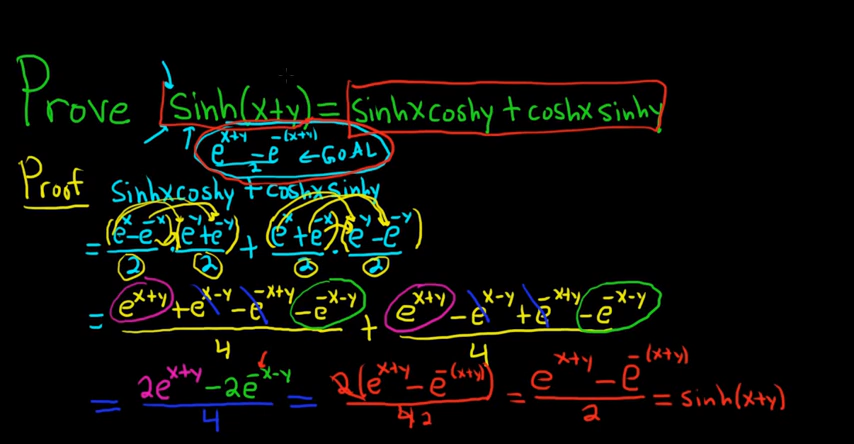 Prove Sinh(x+y) = sinhx coshy + coshx sinhy
(e^{x+y} - e^{-(x+y)})/2 ← GOAL
Proof sinhx coshy + coshx sinhy
= (e^x - e^{-x})/2 · (e^y + e^{-y})/2 + (e^x + e^{-x})/2 · (e^y - e^{-y})/2
= (e^{x+y} + e^{x-y} - e^{-x+y} - e^{-x-y})/4 + (e^{x+y} - e^{x-y} + e^{-x+y} - e^{-x-y})/4
= (2e^{x+y} - 2e^{-x-y})/4 = 2(e^{x+y} - e^{-(x+y)})/4 2 = (e^{x+y} - e^{-(x+y)})/2 = sinh(x+y)